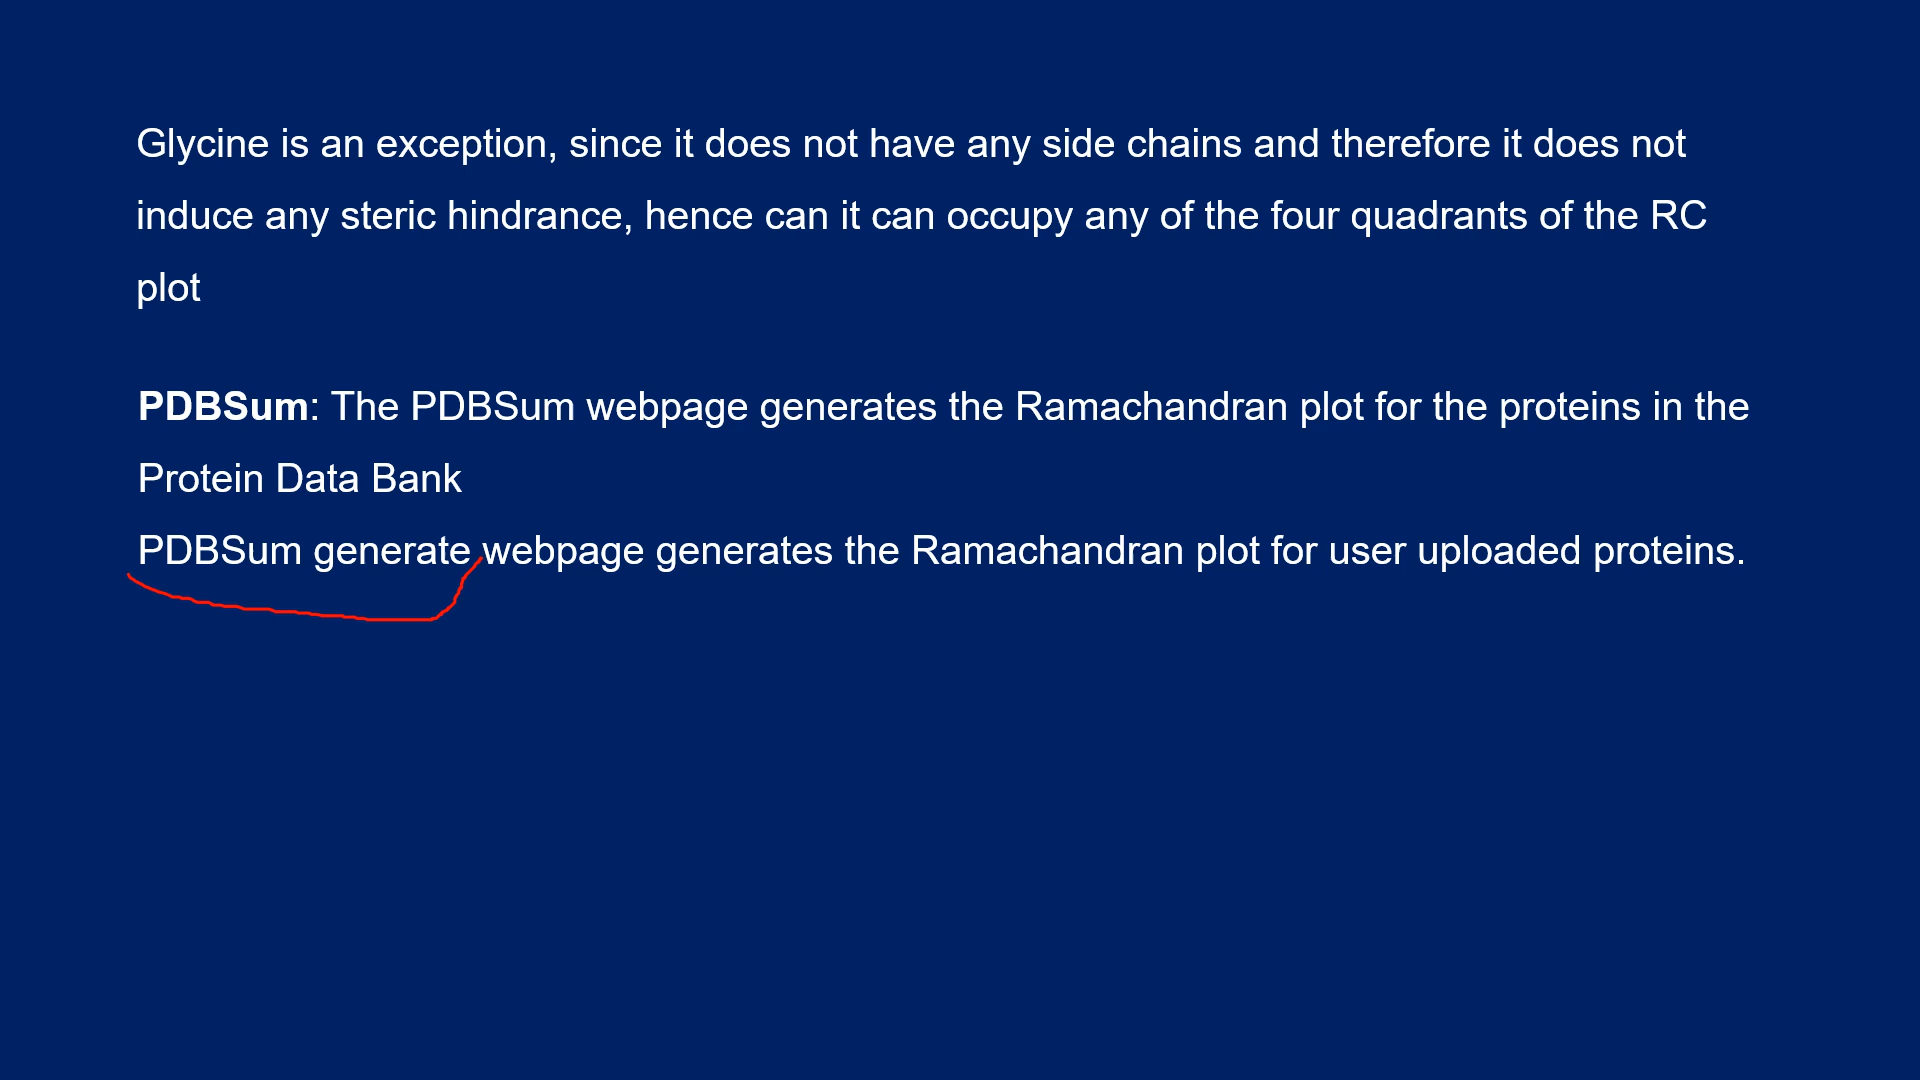 Glycine is an exception, since it does not have any side chains and therefore it does not
induce any steric hindrance, hence can it can occupy any of the four quadrants of the RC
plot
PDBSum: The PDBSum webpage generates the Ramachandran plot for the proteins in the
Protein Data Bank
PDBSum generate webpage generates the Ramachandran plot for user uploaded proteins.